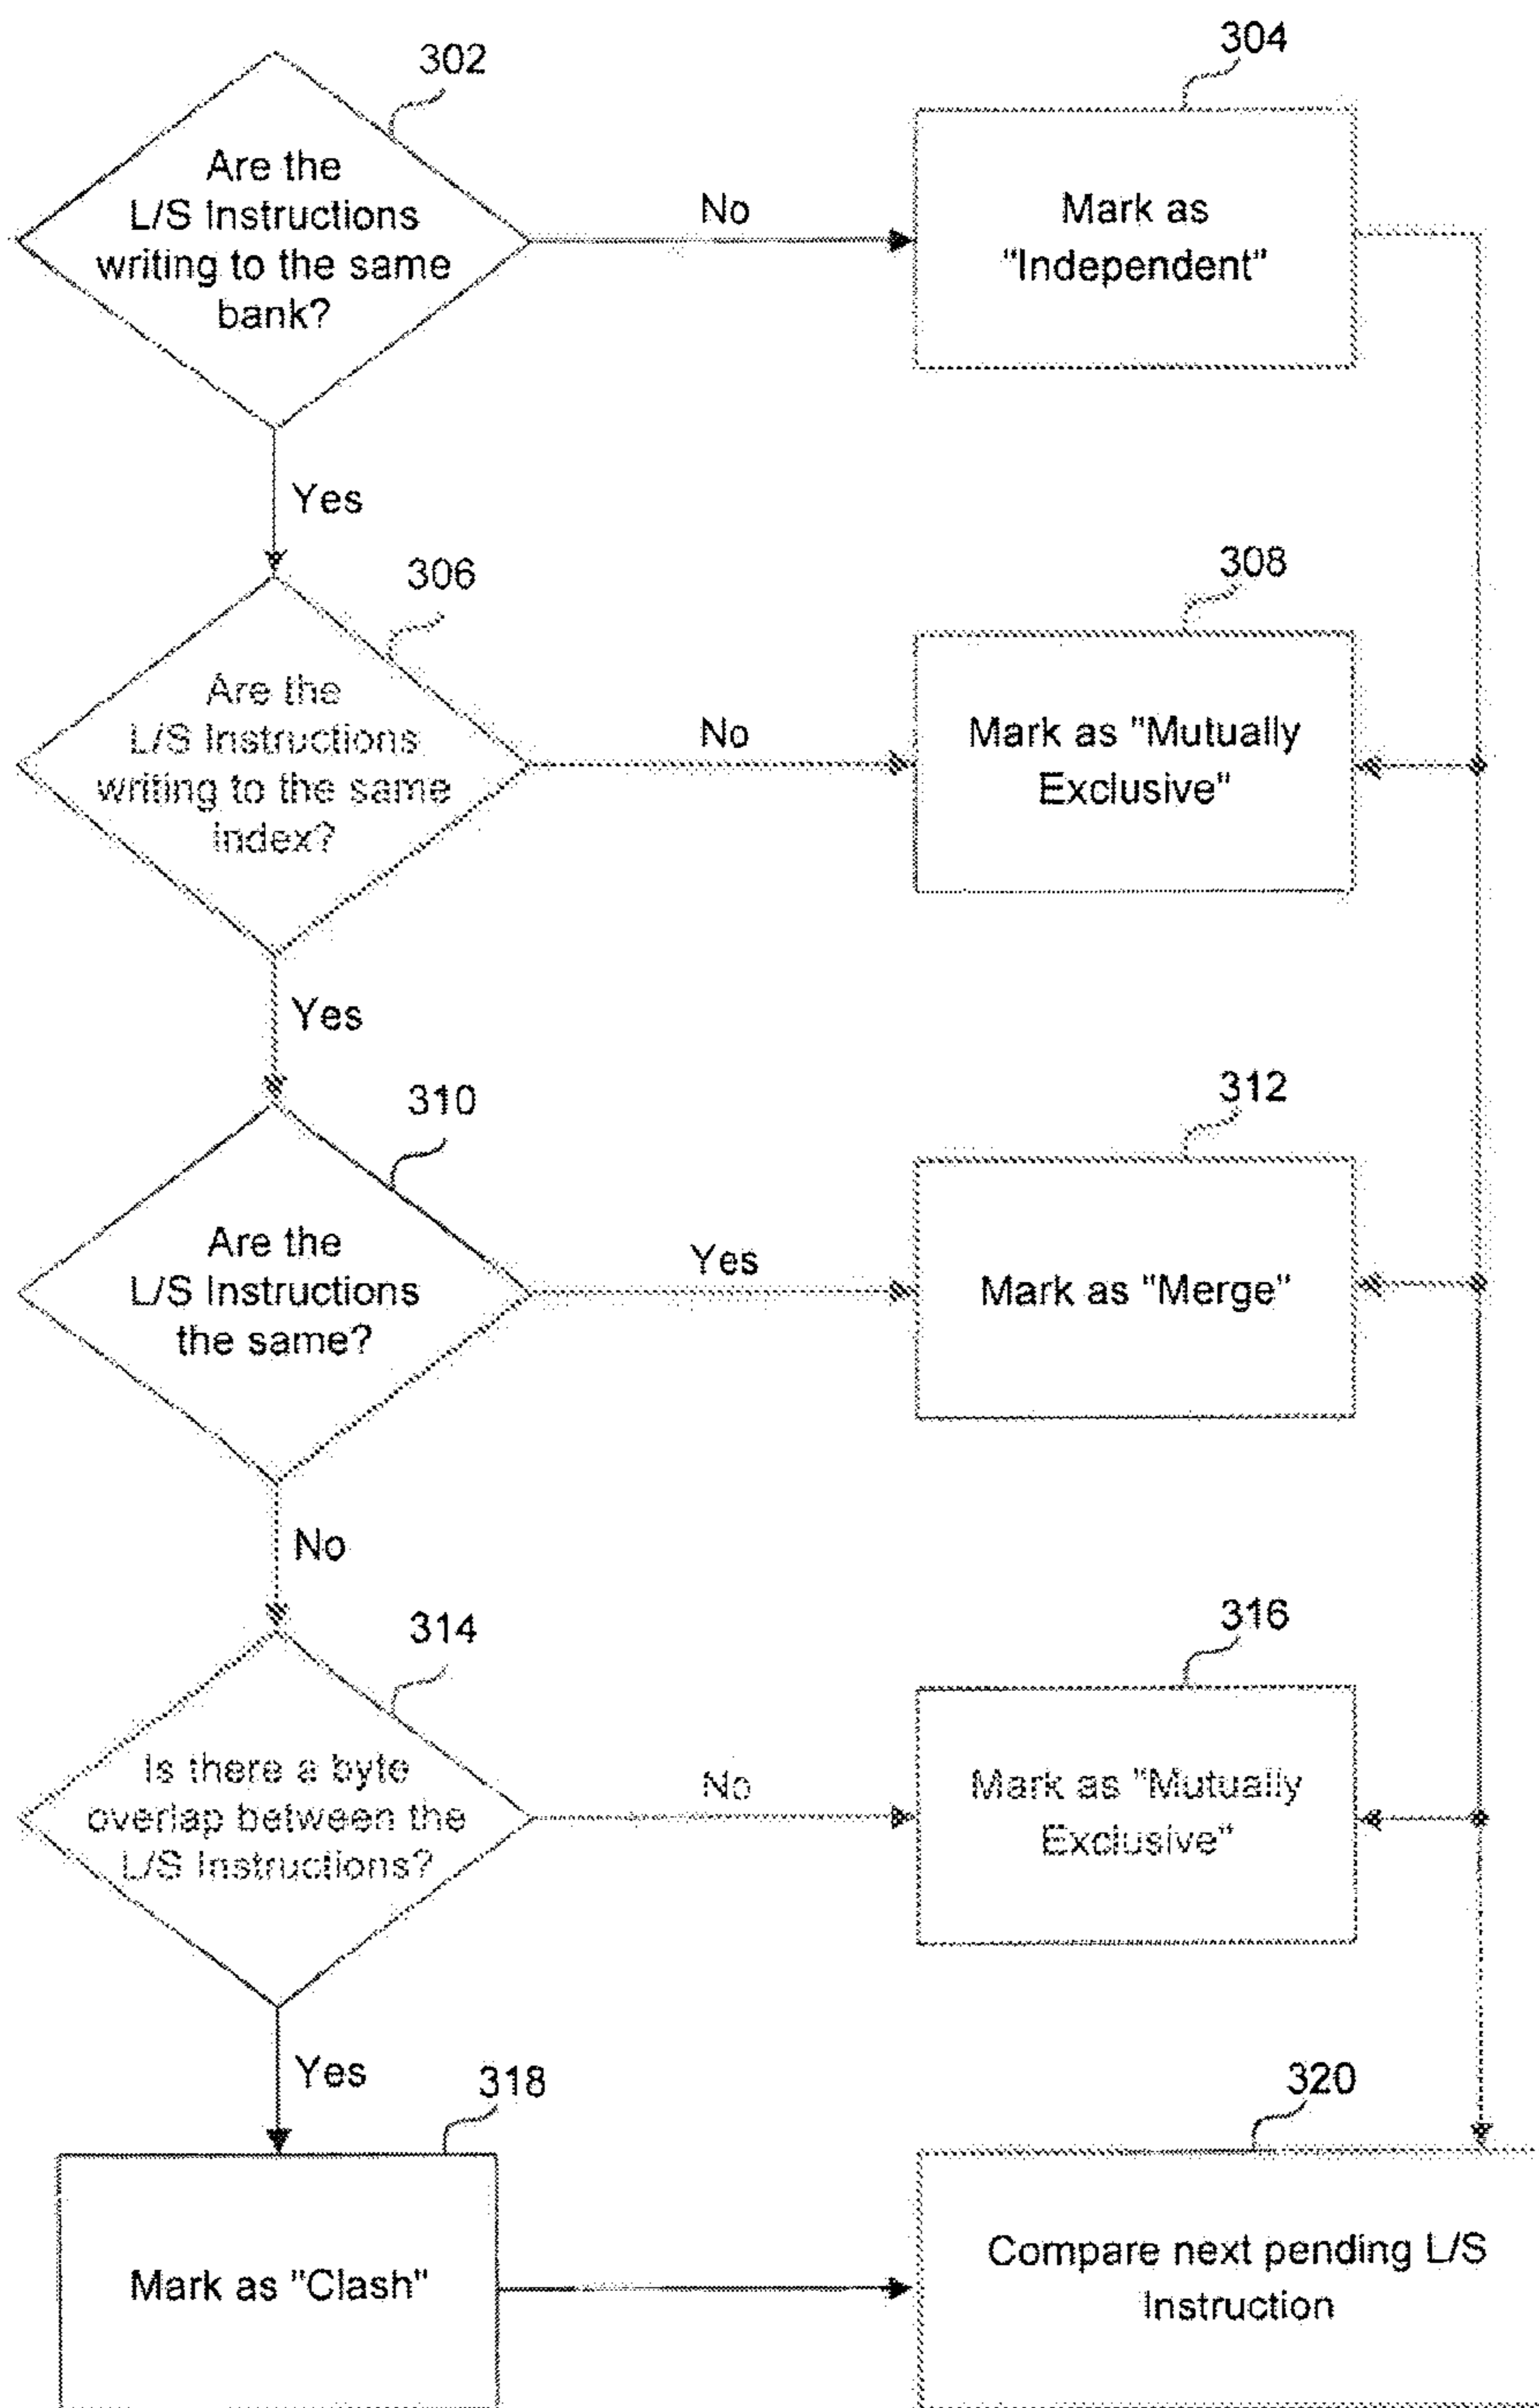 302
304
Are the
L/S Instructions
writing to the same
bank?
No
Mark as
"Independent"
Yes
306
308
Are the
L/S Instructions
writing to the same
index?
No
Mark as "Mutually
Exclusive"
Yes
310
312
Are the
L/S Instructions
the same?
Yes
Mark as "Merge"
No
314
316
Is there a byte
overlap between the
L/S Instructions?
No
Mark as "Mutually
Exclusive"
Yes
318
320
Mark as "Clash"
Compare next pending L/S
Instruction